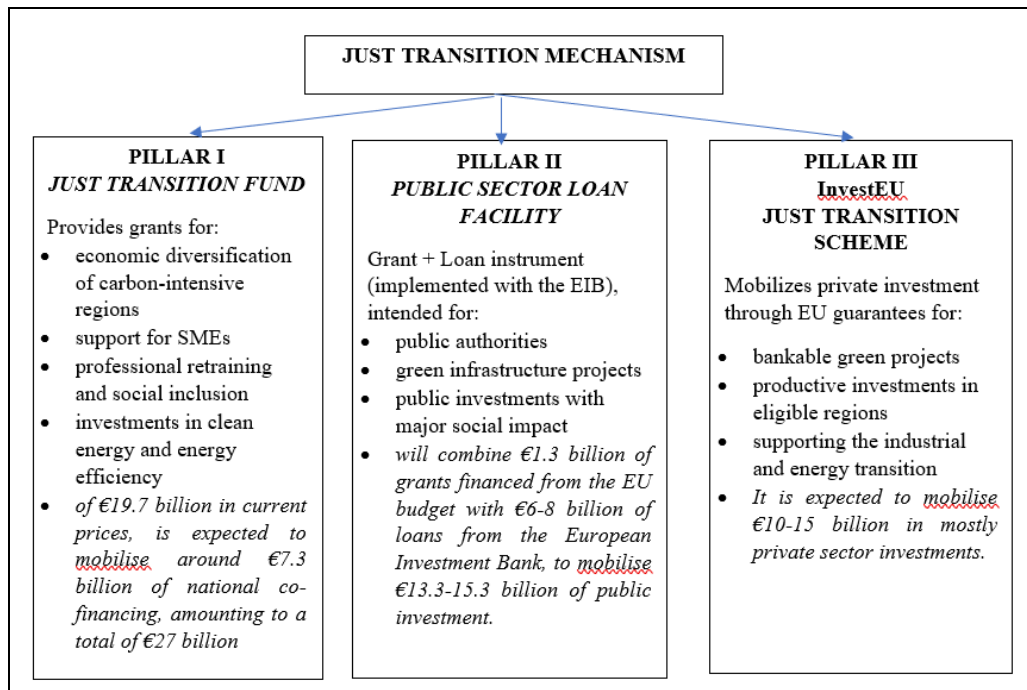 JUST TRANSITION MECHANISM
PILLAR I
JUST TRANSITION FUND
Provides grants for:
• economic diversification
of carbon-intensive
regions
• support for SMEs
• professional retraining
and social inclusion
• investments in clean
energy and energy
efficiency
• of €19.7 billion in current
prices, is expected to
mobilise around €7.3
billion of national co-
financing, amounting to a
total of €27 billion
PILLAR II
PUBLIC SECTOR LOAN
FACILITY
Grant + Loan instrument
(implemented with the EIB),
intended for:
• public authorities
• green infrastructure projects
• public investments with
major social impact
• will combine €1.3 billion of
grants financed from the EU
budget with €6-8 billion of
loans from the European
Investment Bank, to mobilise
€13.3-15.3 billion of public
investment.
PILLAR III
InvestEU
JUST TRANSITION
SCHEME
Mobilizes private investment
through EU guarantees for:
• bankable green projects
• productive investments in
eligible regions
• supporting the industrial
and energy transition
• It is expected to mobilise
€10-15 billion in mostly
private sector investments.